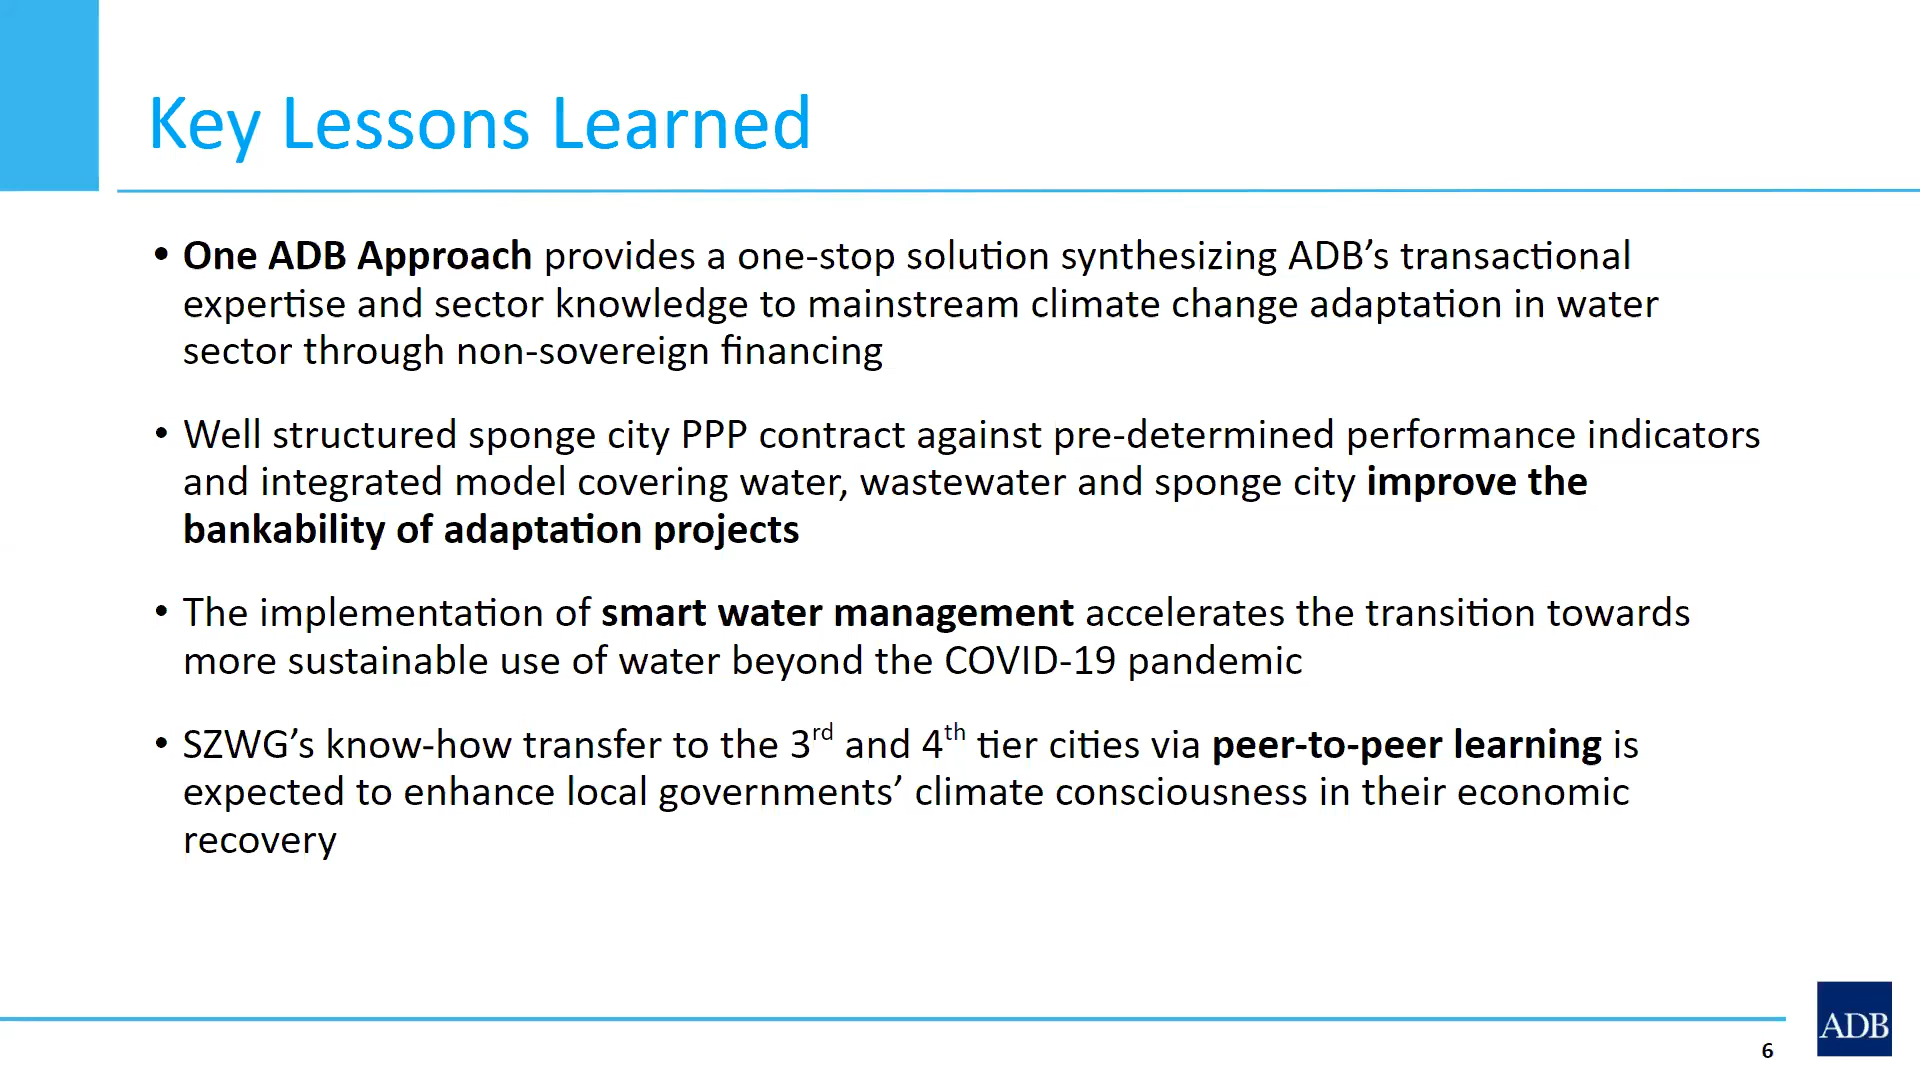 Key Lessons Learned
• One ADB Approach provides a one-stop solution synthesizing ADB’s transactional
expertise and sector knowledge to mainstream climate change adaptation in water
sector through non-sovereign financing
• Well structured sponge city PPP contract against pre-determined performance indicators
and integrated model covering water, wastewater and sponge city improve the
bankability of adaptation projects
• The implementation of smart water management accelerates the transition towards
more sustainable use of water beyond the COVID-19 pandemic
• SZWG’s know-how transfer to the 3rd and 4th tier cities via peer-to-peer learning is
expected to enhance local governments’ climate consciousness in their economic
recovery
6
ADB